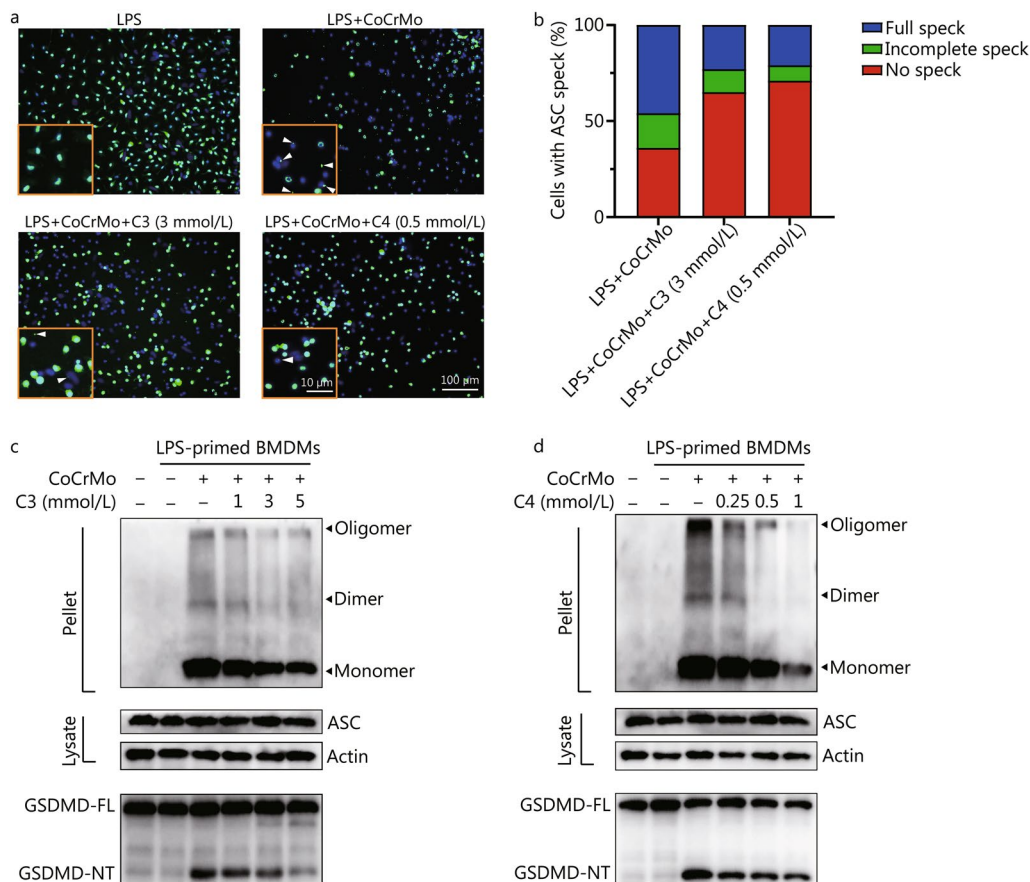 a
LPS
LPS+CoCrMo
LPS+CoCrMo+C3 (3 mmol/L)
LPS+CoCrMo+C4 (0.5 mmol/L)
10 μm
100 μm
b
Cells with ASC speck (%)
100
50
0
LPS+CoCrMo
LPS+CoCrMo+C3 (3 mmol/L)
LPS+CoCrMo+C4 (0.5 mmol/L)
Full speck
Incomplete speck
No speck
c
LPS-primed BMDMs
CoCrMo – – + + + +
C3 (mmol/L) – – – 1 3 5
Pellet
Oligomer
Dimer
Monomer
Lysate
ASC
Actin
GSDMD-FL
GSDMD-NT
d
LPS-primed BMDMs
CoCrMo – – + + + +
C4 (mmol/L) – – – 0.25 0.5 1
Pellet
Oligomer
Dimer
Monomer
Lysate
ASC
Actin
GSDMD-FL
GSDMD-NT